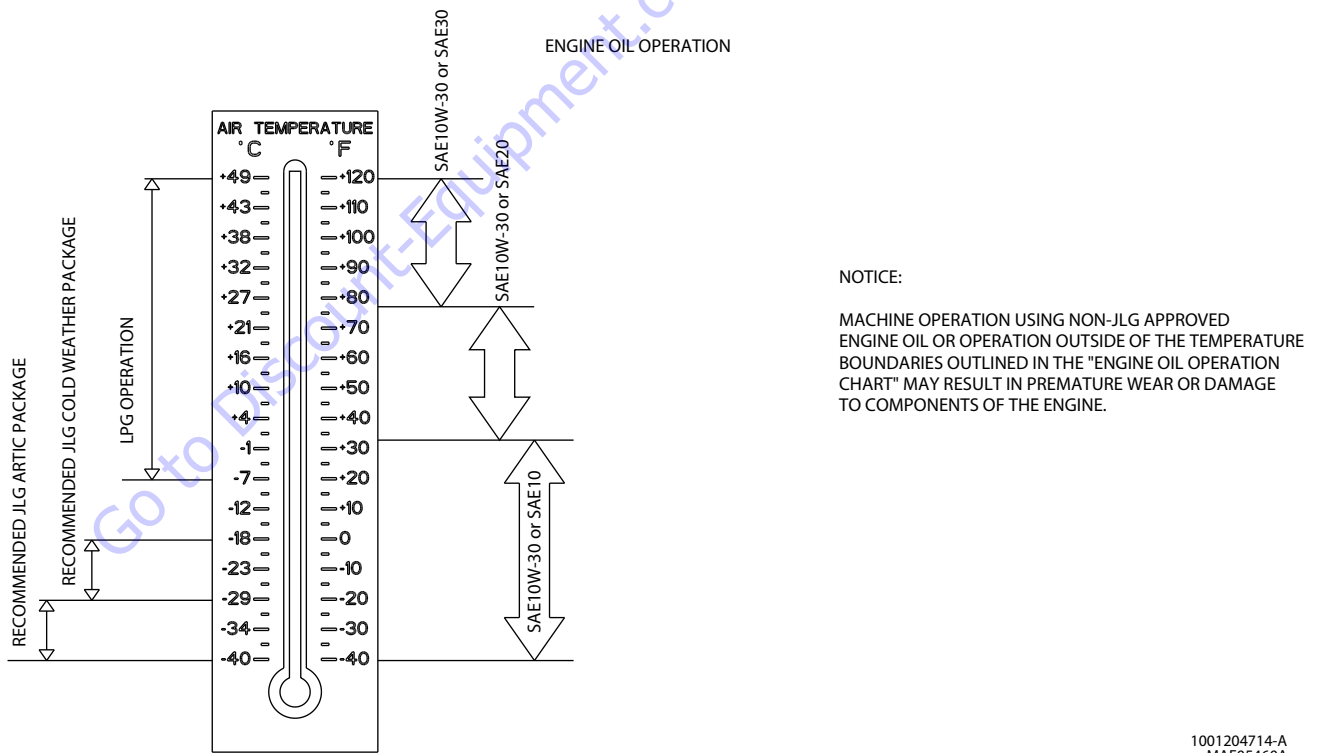 ENGINE OIL OPERATION
SAE10W-30 or SAE30
SAE10W-30 or SAE20
SAE10W-30 or SAE10
AIR TEMPERATURE
°C °F
+49 +120
+43 +110
+38 +100
+32 +90
+27 +80
+21 +70
+16 +60
+10 +50
+4 +40
-1 +30
-7 +20
-12 +10
-18 0
-23 -10
-29 -20
-34 -30
-40 -40
LPG OPERATION
RECOMMENDED JLG COLD WEATHER PACKAGE
RECOMMENDED JLG ARTIC PACKAGE
NOTICE:
MACHINE OPERATION USING NON-JLG APPROVED
ENGINE OIL OR OPERATION OUTSIDE OF THE TEMPERATURE
BOUNDARIES OUTLINED IN THE "ENGINE OIL OPERATION
CHART" MAY RESULT IN PREMATURE WEAR OR DAMAGE
TO COMPONENTS OF THE ENGINE.
1001204714-A
Go to Discount-Equipment.c